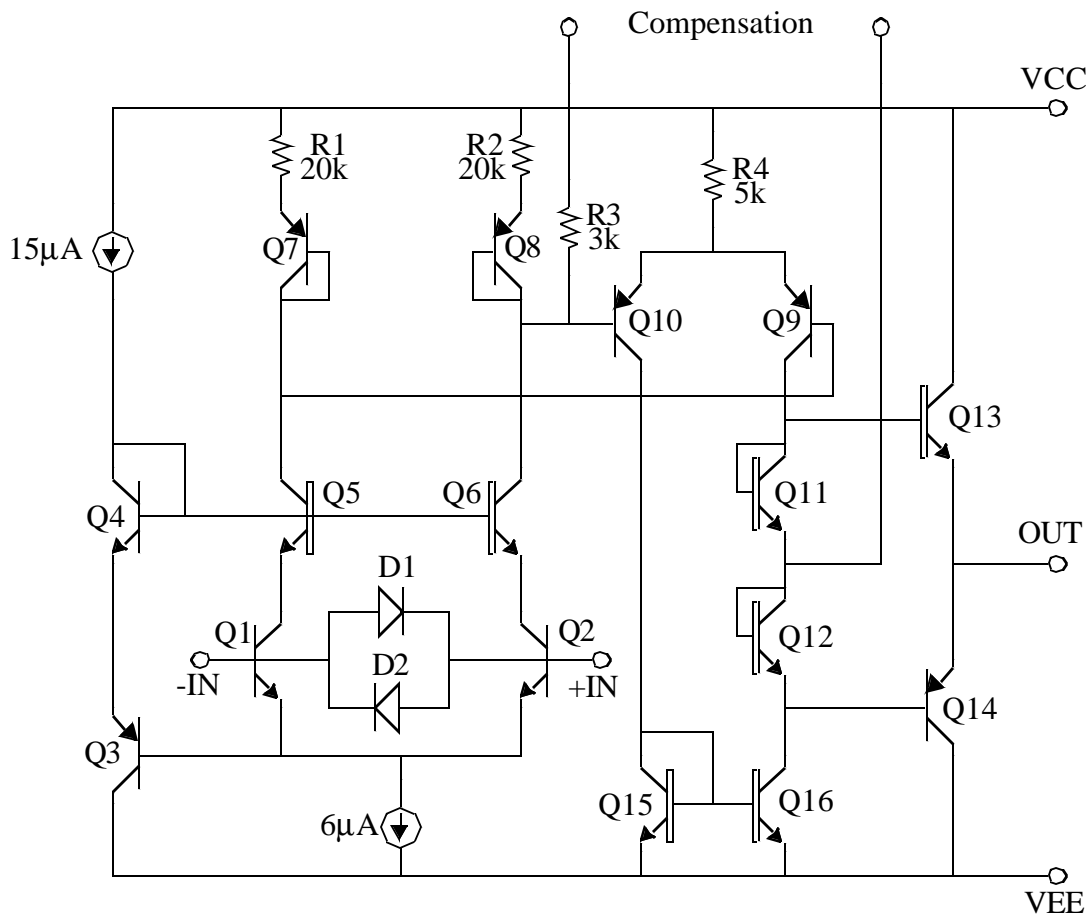 Compensation
VCC
R1
20k
R2
20k
R3
3k
R4
5k
15µA
Q7
Q8
Q10
Q9
Q13
Q4
Q5
Q6
Q11
OUT
D1
Q1
Q2
Q12
D2
-IN
+IN
Q3
Q14
6µA
Q15
Q16
VEE